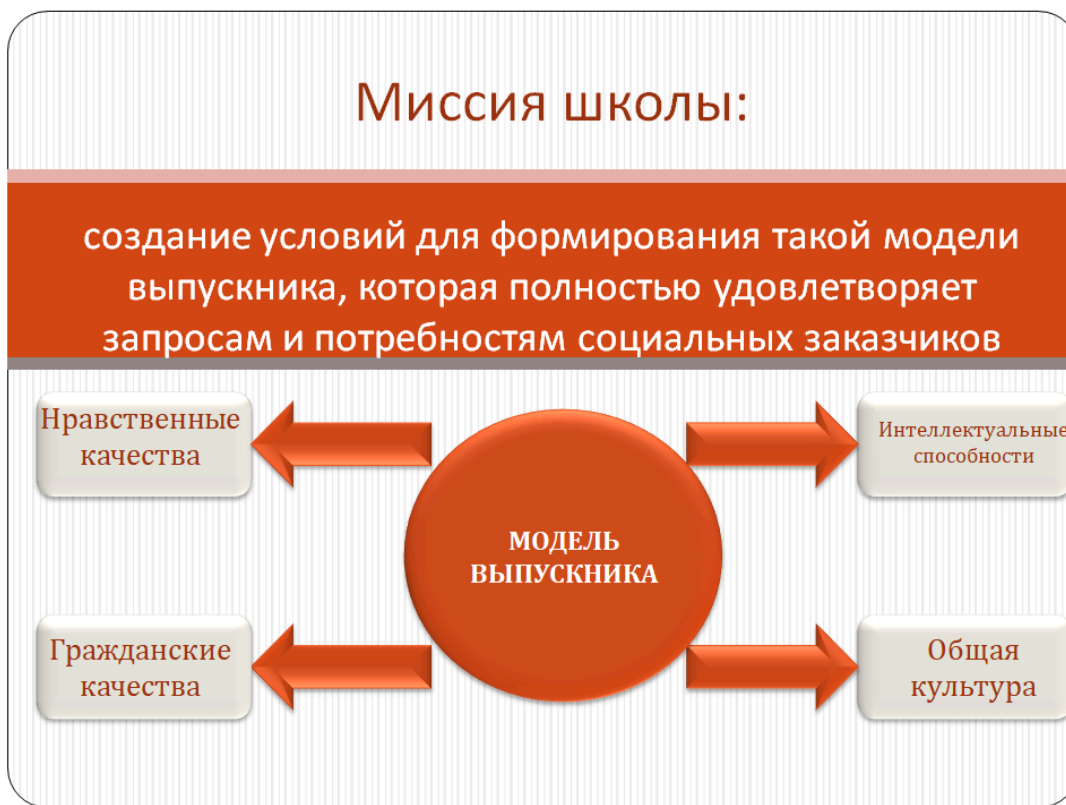 Миссия школы:
создание условий для формирования такой модели
выпускника, которая полностью удовлетворяет
запросам и потребностям социальных заказчиков
Нравственные
качества
Интеллектуальные
способности
МОДЕЛЬ
ВЫПУСКНИКА
Гражданские
качества
Общая
культура